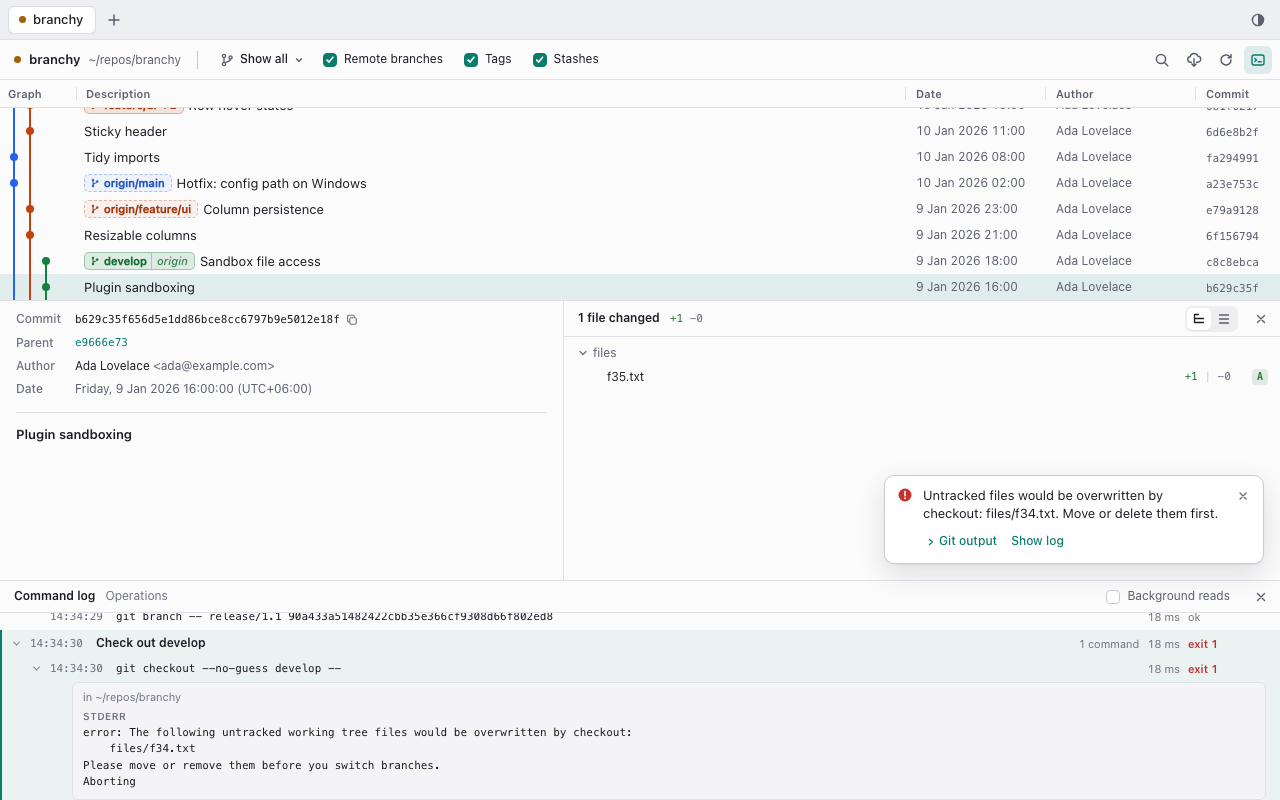 branchy
branchy ~/repos/branchy Show all Remote branches Tags Stashes
Graph Description Date Author Commit
Sticky header 10 Jan 2026 11:00 Ada Lovelace 6d6e8b2f
Tidy imports 10 Jan 2026 08:00 Ada Lovelace fa294991
origin/main Hotfix: config path on Windows 10 Jan 2026 02:00 Ada Lovelace a23e753c
origin/feature/ui Column persistence 9 Jan 2026 23:00 Ada Lovelace e79a9128
Resizable columns 9 Jan 2026 21:00 Ada Lovelace 6f156794
develop origin Sandbox file access 9 Jan 2026 18:00 Ada Lovelace c8c8ebca
Plugin sandboxing 9 Jan 2026 16:00 Ada Lovelace b629c35f
Commit b629c35f656d5e1dd86bce8cc6797b9e5012e18f
Parent e9666e73
Author Ada Lovelace <ada@example.com>
Date Friday, 9 Jan 2026 16:00:00 (UTC+06:00)
Plugin sandboxing
1 file changed +1 −0
files
f35.txt +1 | −0 A
Untracked files would be overwritten by
checkout: files/f34.txt. Move or delete them first.
Git output Show log
Command log Operations Background reads
14:34:29 git branch -- release/1.1 90a433a51482422cbb35e366cf9308d66f802ed8 18 ms ok
14:34:30 Check out develop 1 command 18 ms exit 1
14:34:30 git checkout --no-guess develop -- 18 ms exit 1
in ~/repos/branchy
STDERR
error: The following untracked working tree files would be overwritten by checkout:
files/f34.txt
Please move or remove them before you switch branches.
Aborting